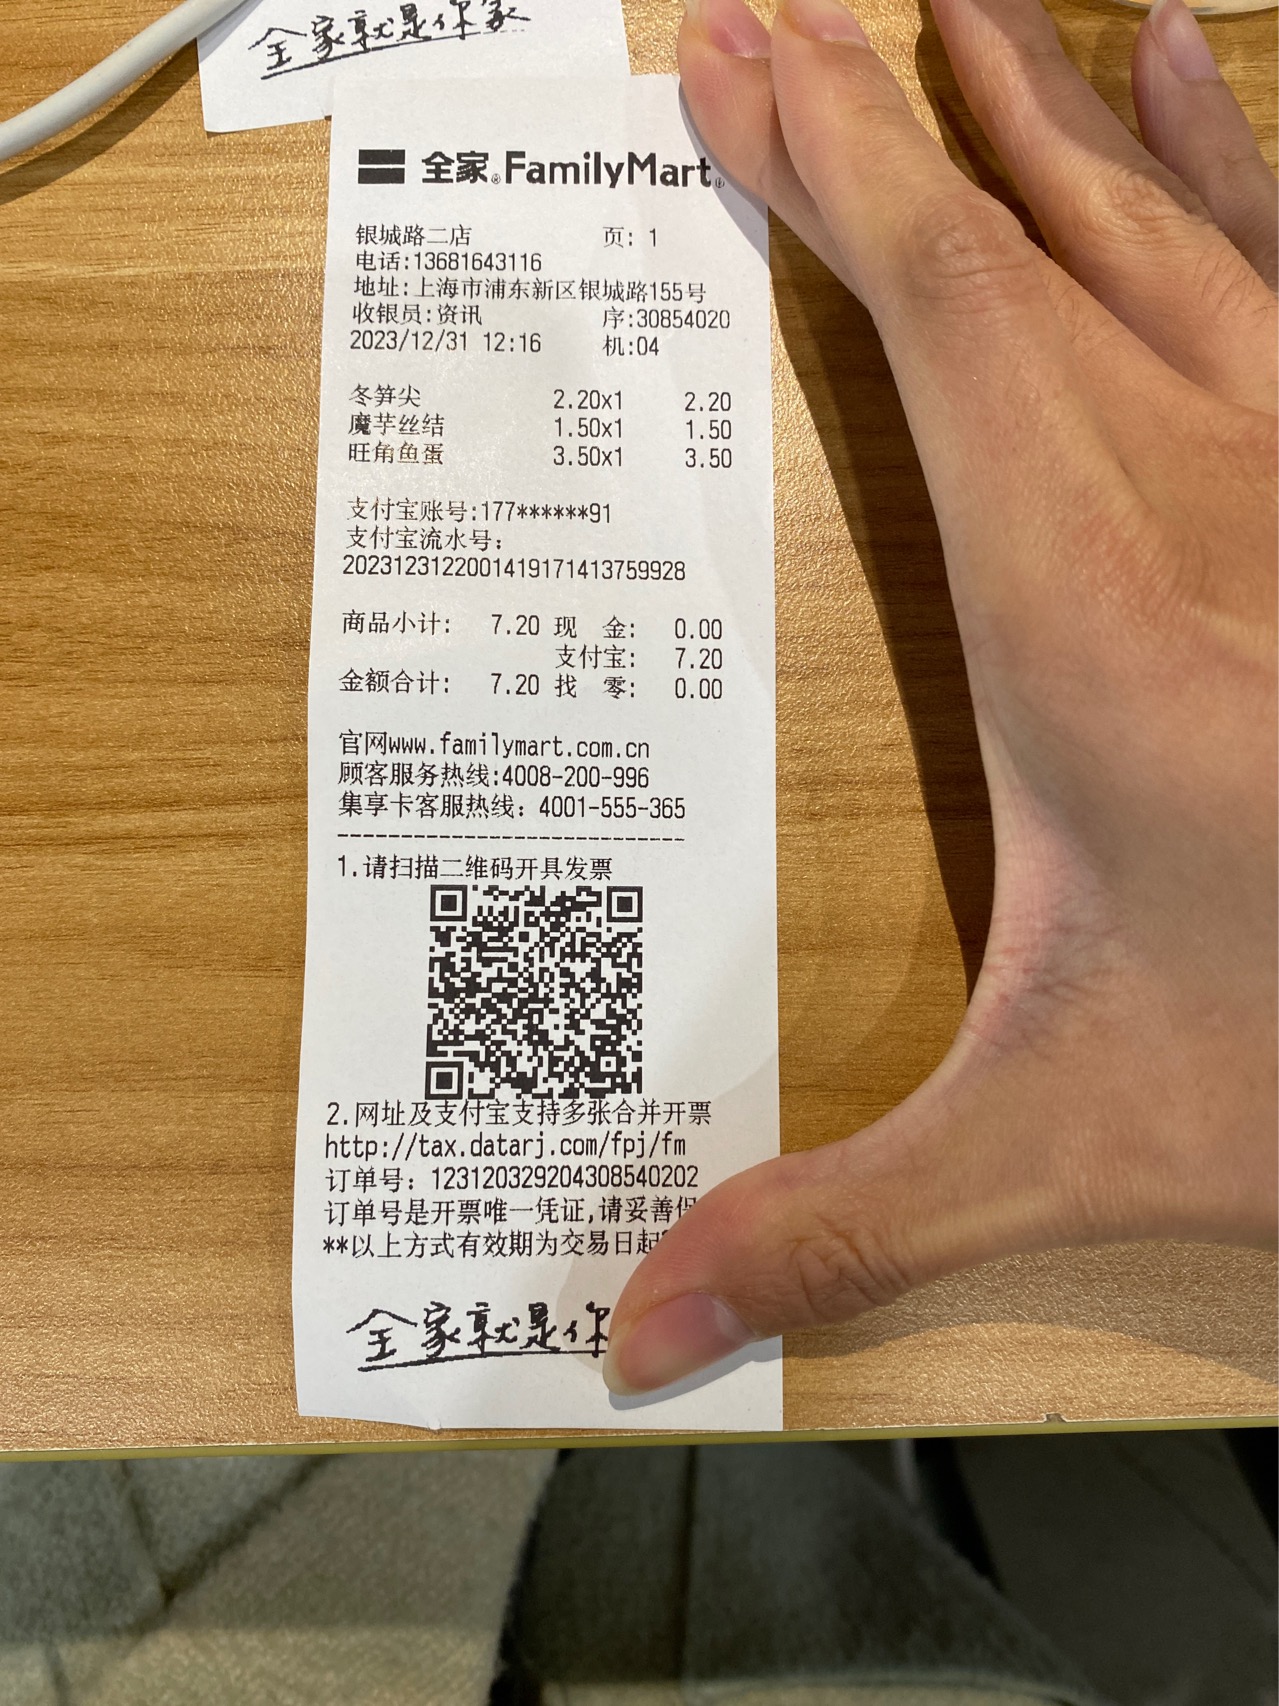 全家就是你家
全家® FamilyMart®
银城路二店 页: 1
电话:13681643116
地址:上海市浦东新区银城路155号
收银员:资讯 序:30854020
2023/12/31 12:16 机:04
冬笋尖 2.20x1 2.20
魔芋丝结 1.50x1 1.50
旺角鱼蛋 3.50x1 3.50
支付宝账号:177******91
支付宝流水号:
2023123122001419171413759928
商品小计: 7.20 现 金: 0.00
支付宝: 7.20
金额合计: 7.20 找 零: 0.00
官网www.familymart.com.cn
顾客服务热线:4008-200-996
集享卡客服热线: 4001-555-365
--------------------------
1.请扫描二维码开具发票
2.网址及支付宝支持多张合并开票
http://tax.datarj.com/fpj/fm
订单号: 123120329204308540202
订单号是开票唯一凭证,请妥善保
**以上方式有效期为交易日起
全家就是你